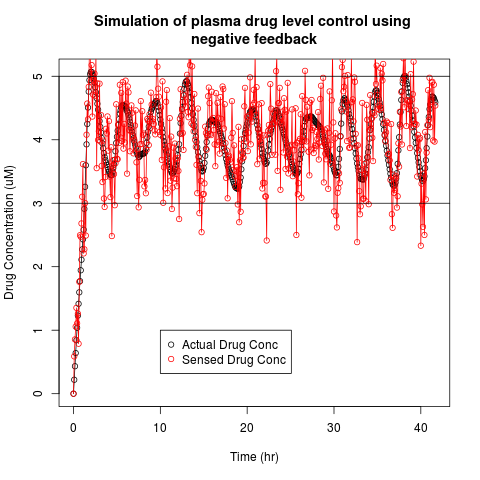 Simulation of plasma drug level control using
negative feedback
Drug Concentration (uM)
5
4
3
2
1
0
Actual Drug Conc
Sensed Drug Conc
0 10 20 30 40
Time (hr)